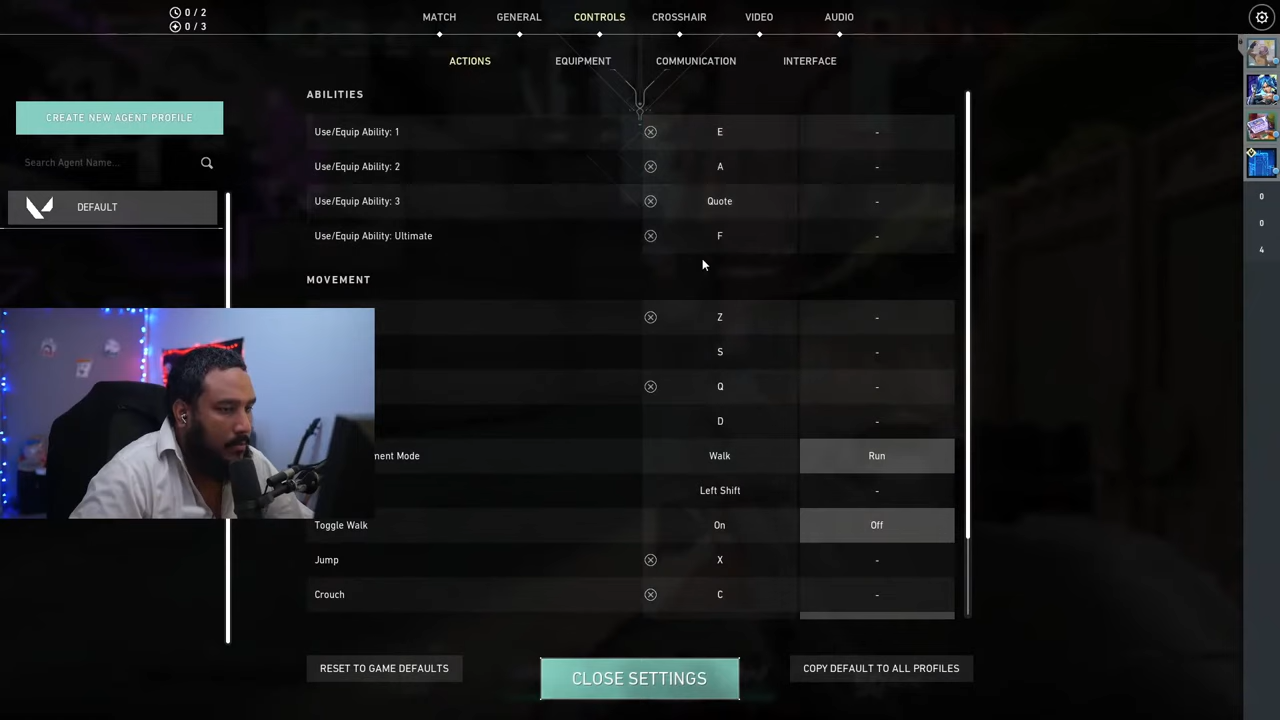 0 / 2
0 / 3
MATCH GENERAL CONTROLS CROSSHAIR VIDEO AUDIO
ACTIONS EQUIPMENT COMMUNICATION INTERFACE
CREATE NEW AGENT PROFILE
Search Agent Name...
DEFAULT
ABILITIES
Use/Equip Ability: 1 E -
Use/Equip Ability: 2 A -
Use/Equip Ability: 3 Quote -
Use/Equip Ability: Ultimate F -
MOVEMENT
Z -
S -
Q -
D -
ment Mode Walk Run
Left Shift -
Toggle Walk On Off
Jump X -
Crouch C -
RESET TO GAME DEFAULTS
CLOSE SETTINGS
COPY DEFAULT TO ALL PROFILES
0
0
4